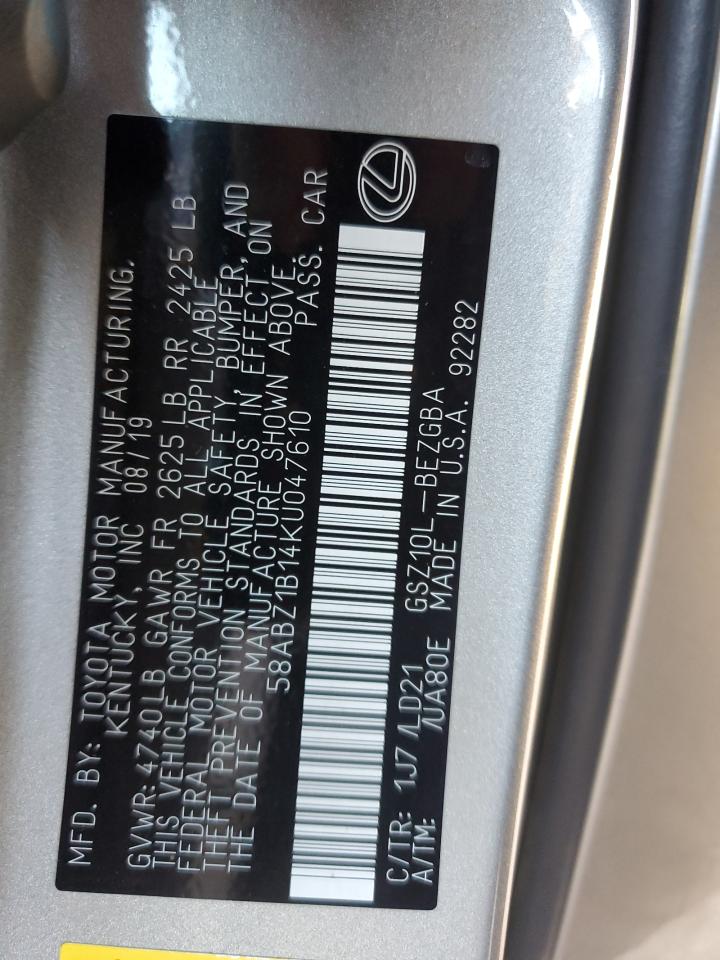 MFD. BY: TOYOTA MOTOR MANUFACTURING,
KENTUCKY, INC 08/19
GVWR: 4740 LB GAWR FR 2625 LB RR 2425 LB
THIS VEHICLE CONFORMS TO ALL APPLICABLE
FEDERAL MOTOR VEHICLE SAFETY, BUMPER, AND
THEFT PREVENTION STANDARDS IN EFFECT ON
THE DATE OF MANUFACTURE SHOWN ABOVE.
58ABZ1B14KU047610 PASS. CAR
C/TR: 1J7 /LD21 GSZ10L-BEZGBA
A/TM: /UA80E MADE IN U.S.A. 92282